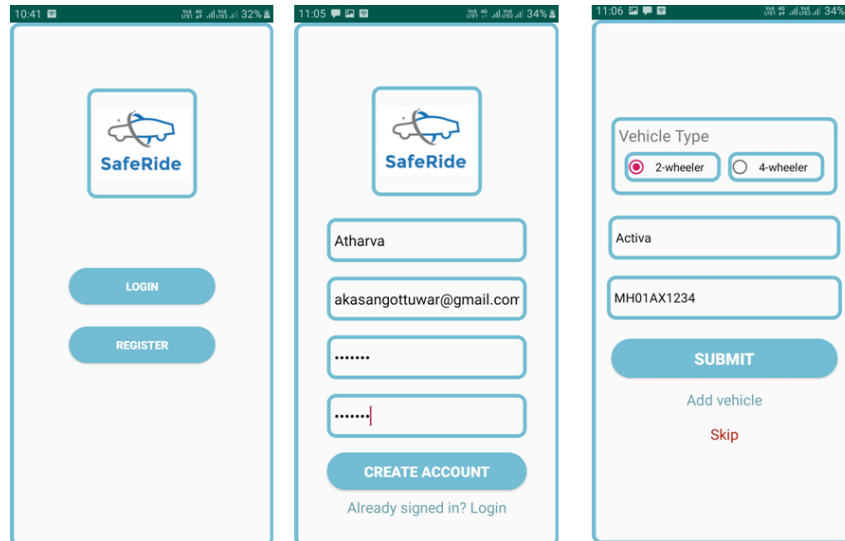 10:41
32%
SafeRide
LOGIN
REGISTER
11:05
34%
SafeRide
Atharva
akasangottuwar@gmail.com
•••••••
•••••••
CREATE ACCOUNT
Already signed in? Login
11:06
34%
Vehicle Type
2-wheeler
4-wheeler
Activa
MH01AX1234
SUBMIT
Add vehicle
Skip